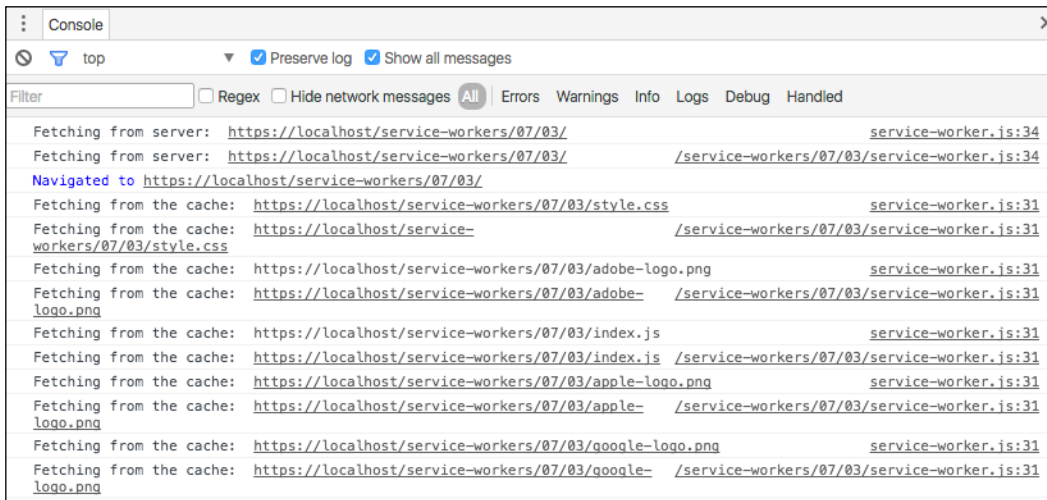 Console
top Preserve log Show all messages
Filter Regex Hide network messages All Errors Warnings Info Logs Debug Handled
Fetching from server: https://localhost/service-workers/07/03/ service-worker.js:34
Fetching from server: https://localhost/service-workers/07/03/ /service-workers/07/03/service-worker.js:34
Navigated to https://localhost/service-workers/07/03/
Fetching from the cache: https://localhost/service-workers/07/03/style.css service-worker.js:31
Fetching from the cache: https://localhost/service- /service-workers/07/03/service-worker.js:31
workers/07/03/style.css
Fetching from the cache: https://localhost/service-workers/07/03/adobe-logo.png service-worker.js:31
Fetching from the cache: https://localhost/service-workers/07/03/adobe- /service-workers/07/03/service-worker.js:31
logo.png
Fetching from the cache: https://localhost/service-workers/07/03/index.js service-worker.js:31
Fetching from the cache: https://localhost/service-workers/07/03/index.js /service-workers/07/03/service-worker.js:31
Fetching from the cache: https://localhost/service-workers/07/03/apple-logo.png service-worker.js:31
Fetching from the cache: https://localhost/service-workers/07/03/apple- /service-workers/07/03/service-worker.js:31
logo.png
Fetching from the cache: https://localhost/service-workers/07/03/google-logo.png service-worker.js:31
Fetching from the cache: https://localhost/service-workers/07/03/google- /service-workers/07/03/service-worker.js:31
logo.png